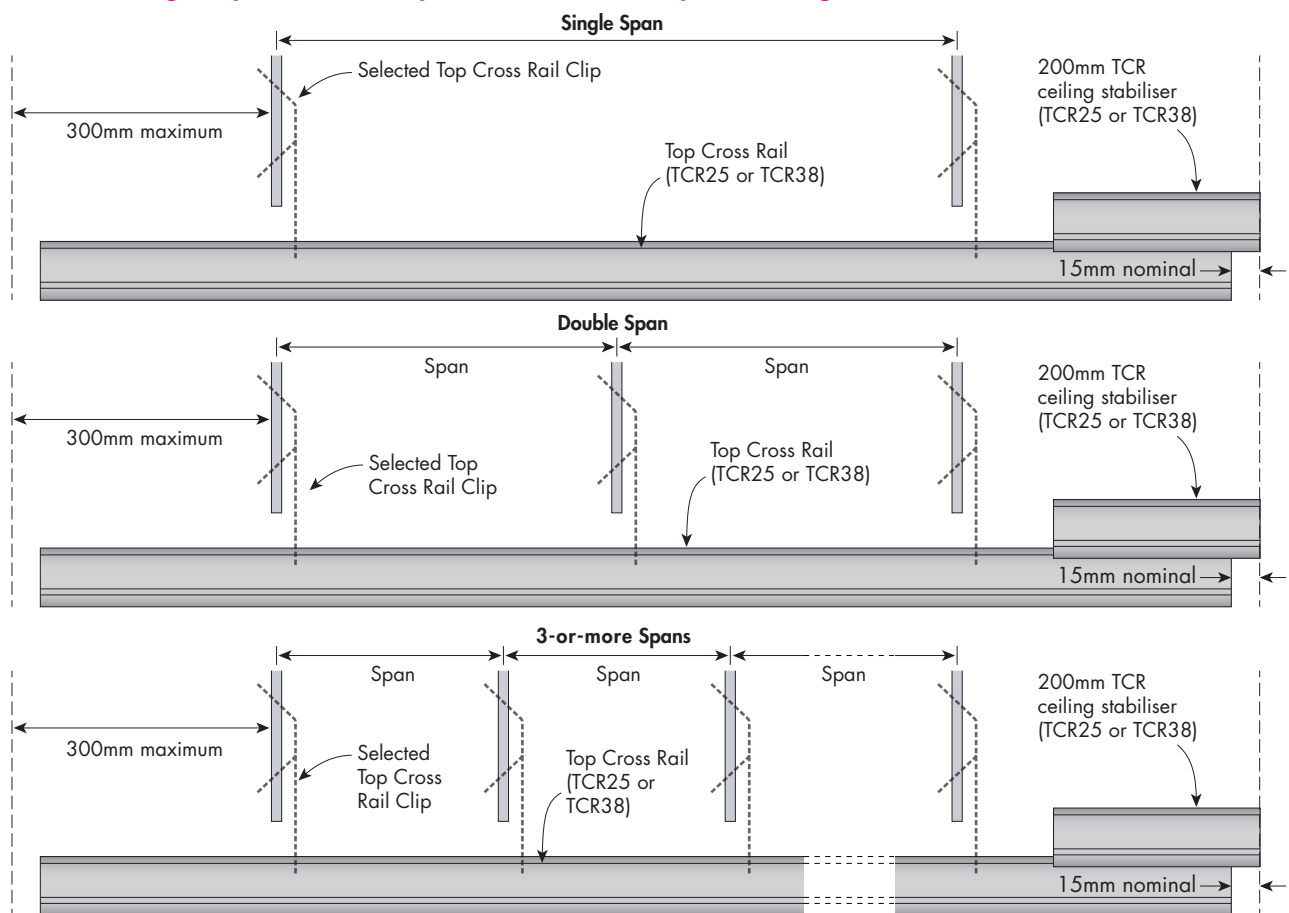 Single Span
Selected Top Cross Rail Clip
200mm TCR
ceiling stabiliser
(TCR25 or TCR38)
300mm maximum
Top Cross Rail
(TCR25 or TCR38)
15mm nominal
Double Span
Span
Span
200mm TCR
ceiling stabiliser
(TCR25 or TCR38)
300mm maximum
Selected Top
Cross Rail Clip
Top Cross Rail
(TCR25 or TCR38)
15mm nominal
3-or-more Spans
Span
Span
Span
200mm TCR
ceiling stabiliser
(TCR25 or TCR38)
300mm maximum
Selected
Top Cross
Rail Clip
Top Cross Rail
(TCR25 or
TCR38)
15mm nominal